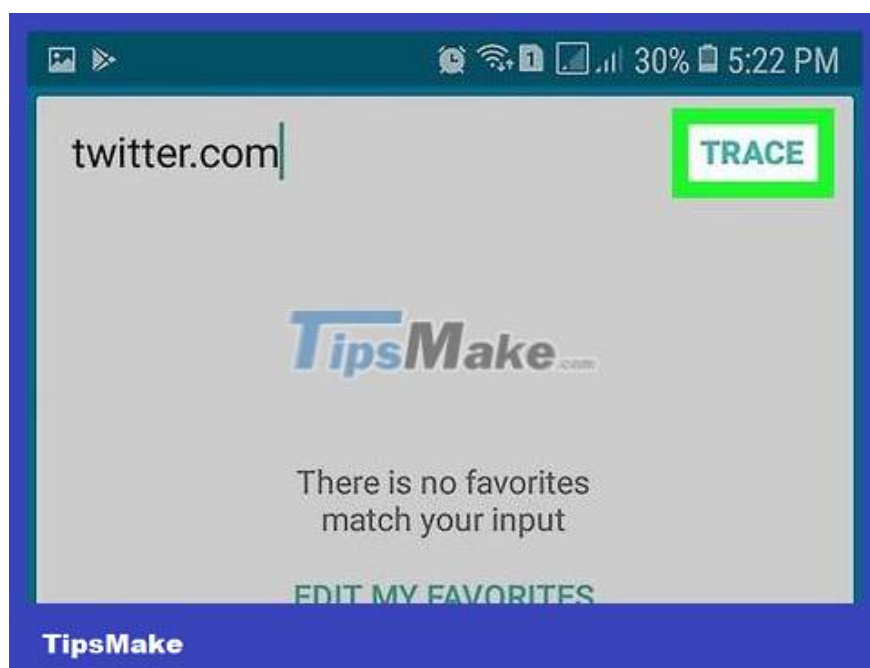 1 30% 5:22 PM
twitter.com
TRACE
TipsMake.com
There is no favorites
match your input
EDIT MY FAVORITES
TipsMake